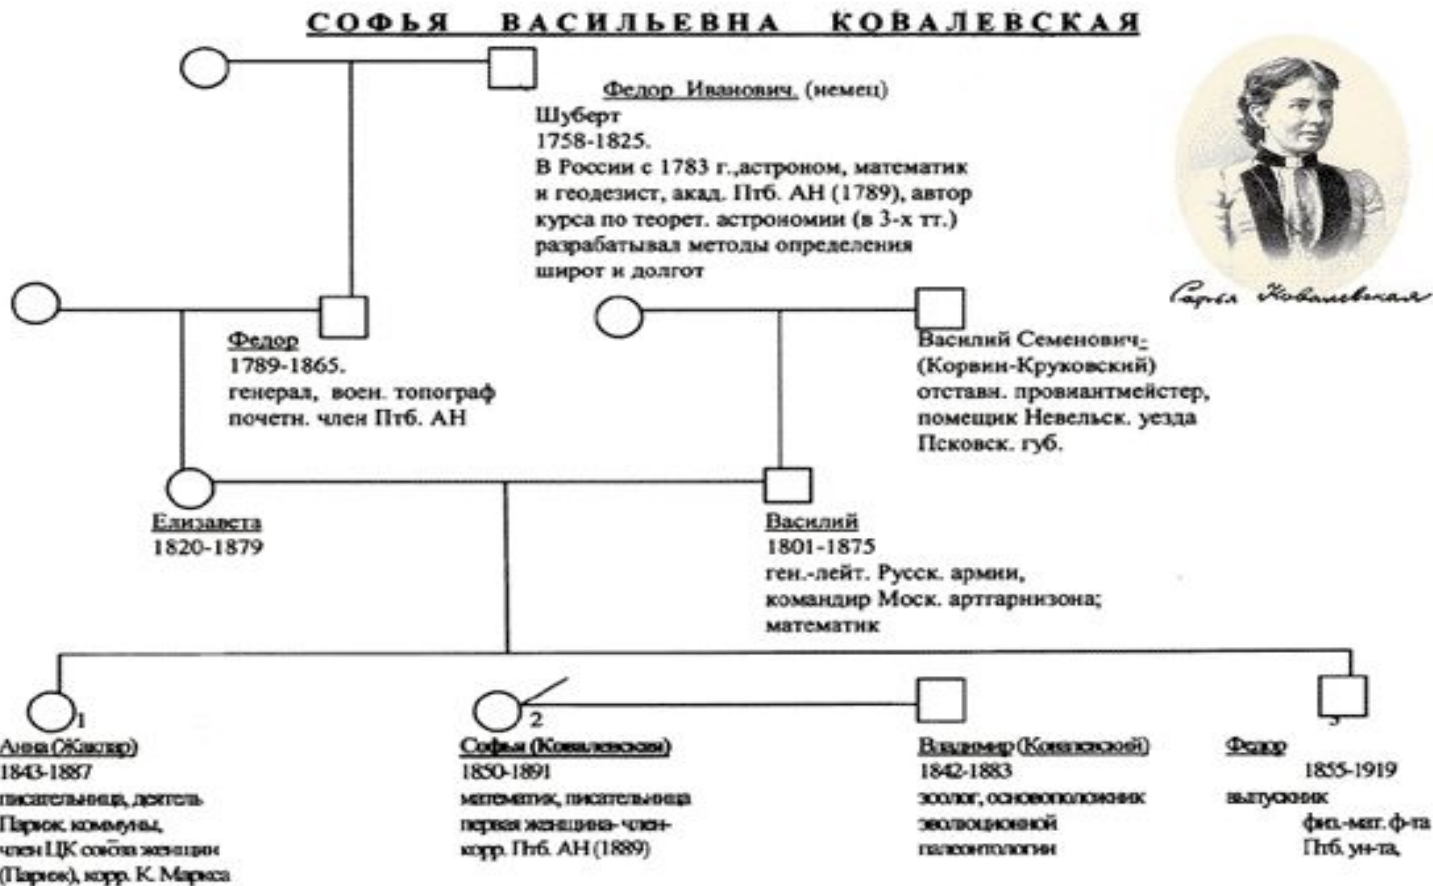 СОФЬЯ ВАСИЛЬЕВНА КОВАЛЕВСКАЯ
Федор Иванович. (немец)
Шуберт
1758-1825.
В России с 1783 г.,астроном, математик
и геодезист, акад. Птб. АН (1789), автор
курса по теорет. астрономии (в 3-х тт.)
разрабатывал методы определения
широт и долгот
Софья Ковалевская
Федор
1789-1865.
генерал, воен. топограф
почетн. член Птб. АН
Василий Семенович-
(Корвин-Круковский)
отставн. провиантмейстер,
помещик Невельск. уезда
Псковск. губ.
Елизавета
1820-1879
Василий
1801-1875
ген.-лейт. Русск. армии,
командир Моск. артгарнизона;
математик
1
Анна (Жаклар)
1843-1887
писательница, деятель
Париж. коммуны,
член ЦК союза женщин
(Париж), корр. К. Маркса
2
Софья (Ковалевская)
1850-1891
математик, писательница
первая женщина- член-
корр. Птб. АН (1889)
Владимир (Ковалевский)
1842-1883
зоолог, основоположник
эволюционной
палеонтологии
3
Федор
1855-1919
выпускник
физ.-мат. ф-та
Птб. ун-та,